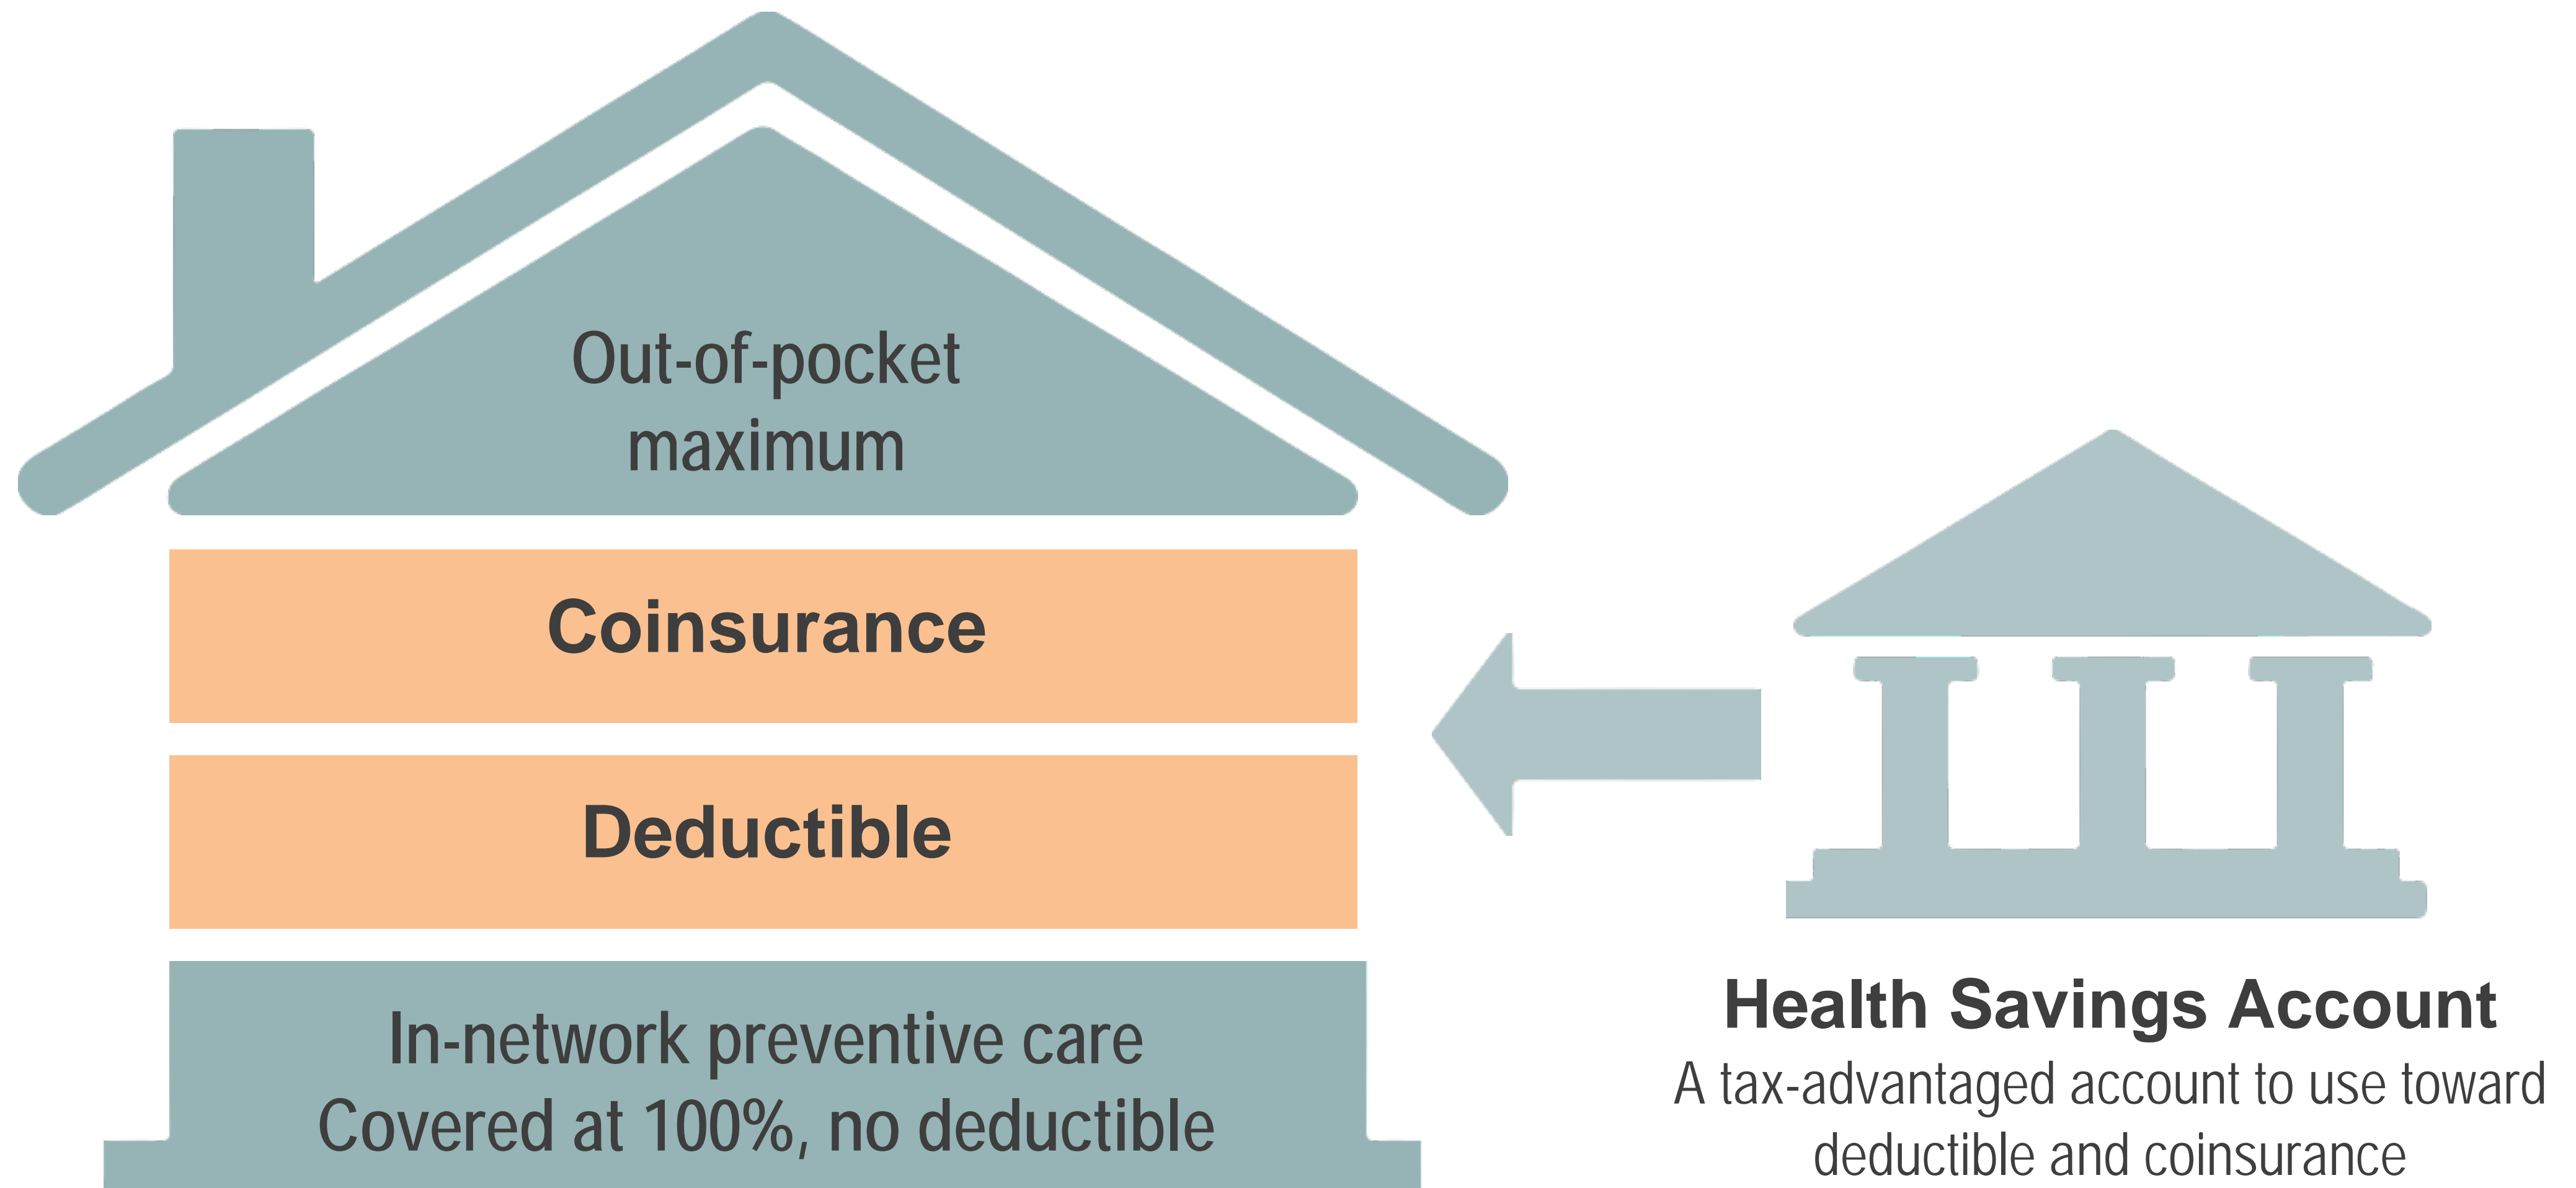 Out-of-pocket
maximum
Coinsurance
Deductible
In-network preventive care
Covered at 100%, no deductible
Health Savings Account
A tax-advantaged account to use toward
deductible and coinsurance